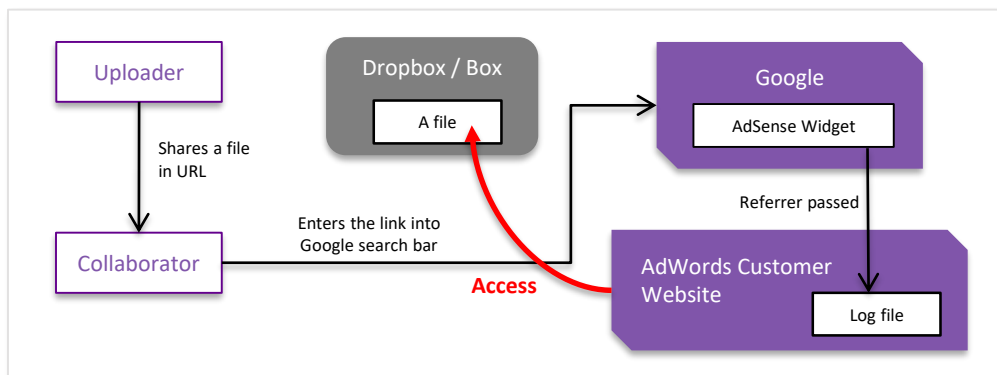 Uploader
Dropbox / Box
A file
Google
AdSense Widget
Shares a file
in URL
Referrer passed
Enters the link into
Google search bar
Collaborator
Access
AdWords Customer
Website
Log file